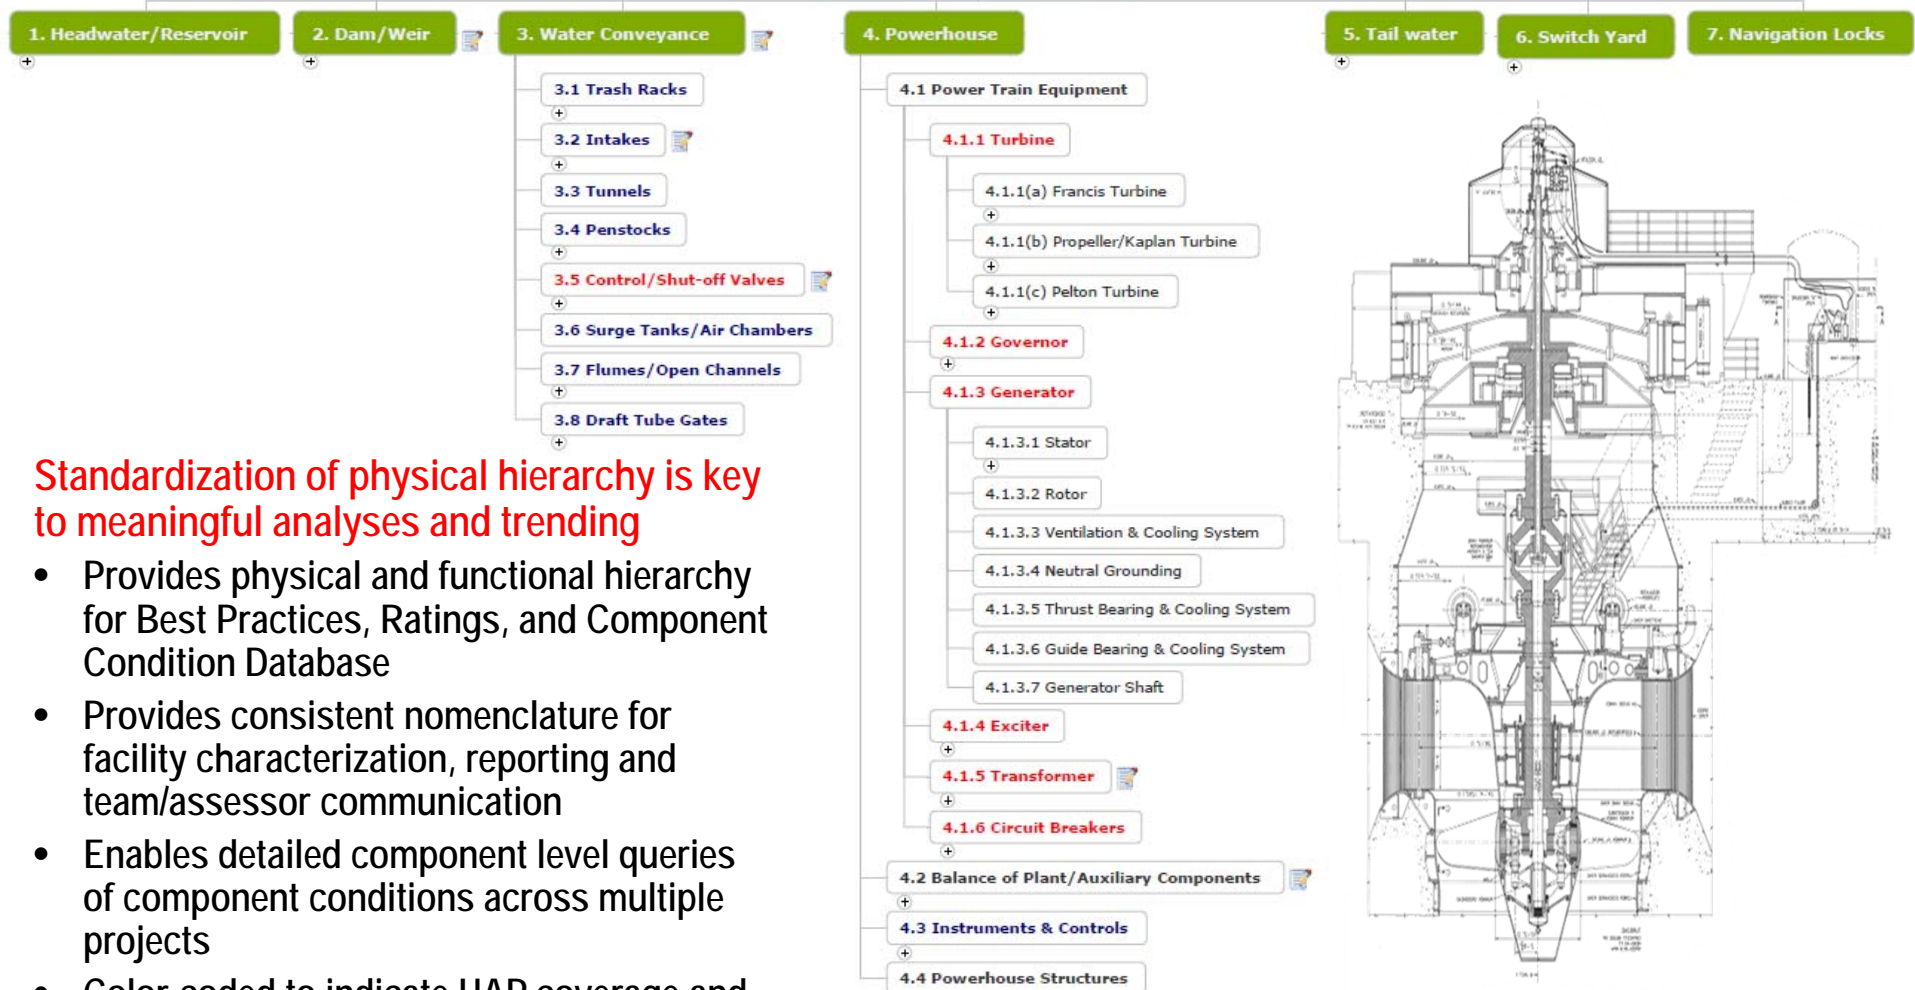 1. Headwater/Reservoir
2. Dam/Weir
3. Water Conveyance
4. Powerhouse
5. Tail water
6. Switch Yard
7. Navigation Locks
3.1 Trash Racks
3.2 Intakes
3.3 Tunnels
3.4 Penstocks
3.5 Control/Shut-off Valves
3.6 Surge Tanks/Air Chambers
3.7 Flumes/Open Channels
3.8 Draft Tube Gates
4.1 Power Train Equipment
4.1.1 Turbine
4.1.1(a) Francis Turbine
4.1.1(b) Propeller/Kaplan Turbine
4.1.1(c) Pelton Turbine
4.1.2 Governor
4.1.3 Generator
4.1.3.1 Stator
4.1.3.2 Rotor
4.1.3.3 Ventilation & Cooling System
4.1.3.4 Neutral Grounding
4.1.3.5 Thrust Bearing & Cooling System
4.1.3.6 Guide Bearing & Cooling System
4.1.3.7 Generator Shaft
4.1.4 Exciter
4.1.5 Transformer
4.1.6 Circuit Breakers
4.2 Balance of Plant/Auxiliary Components
4.3 Instruments & Controls
4.4 Powerhouse Structures
Standardization of physical hierarchy is key
to meaningful analyses and trending
• Provides physical and functional hierarchy
for Best Practices, Ratings, and Component
Condition Database
• Provides consistent nomenclature for
facility characterization, reporting and
team/assessor communication
• Enables detailed component level queries
of component conditions across multiple
projects
• Color-coded to indicate HAP coverage and